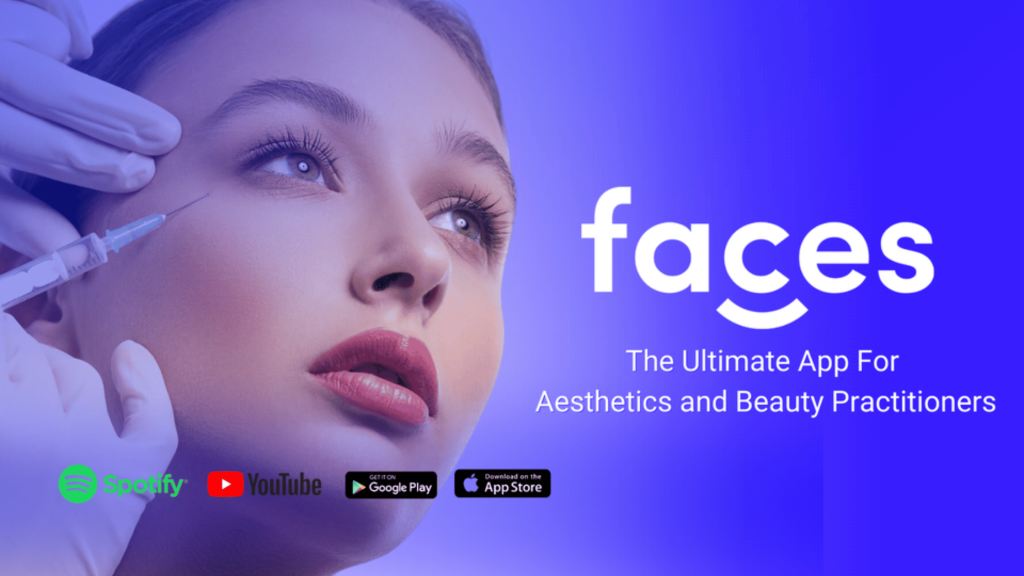 faces
The Ultimate App For
Aesthetics and Beauty Practitioners
Spotify
YouTube
GET IT ON
Google Play
Download on the
App Store